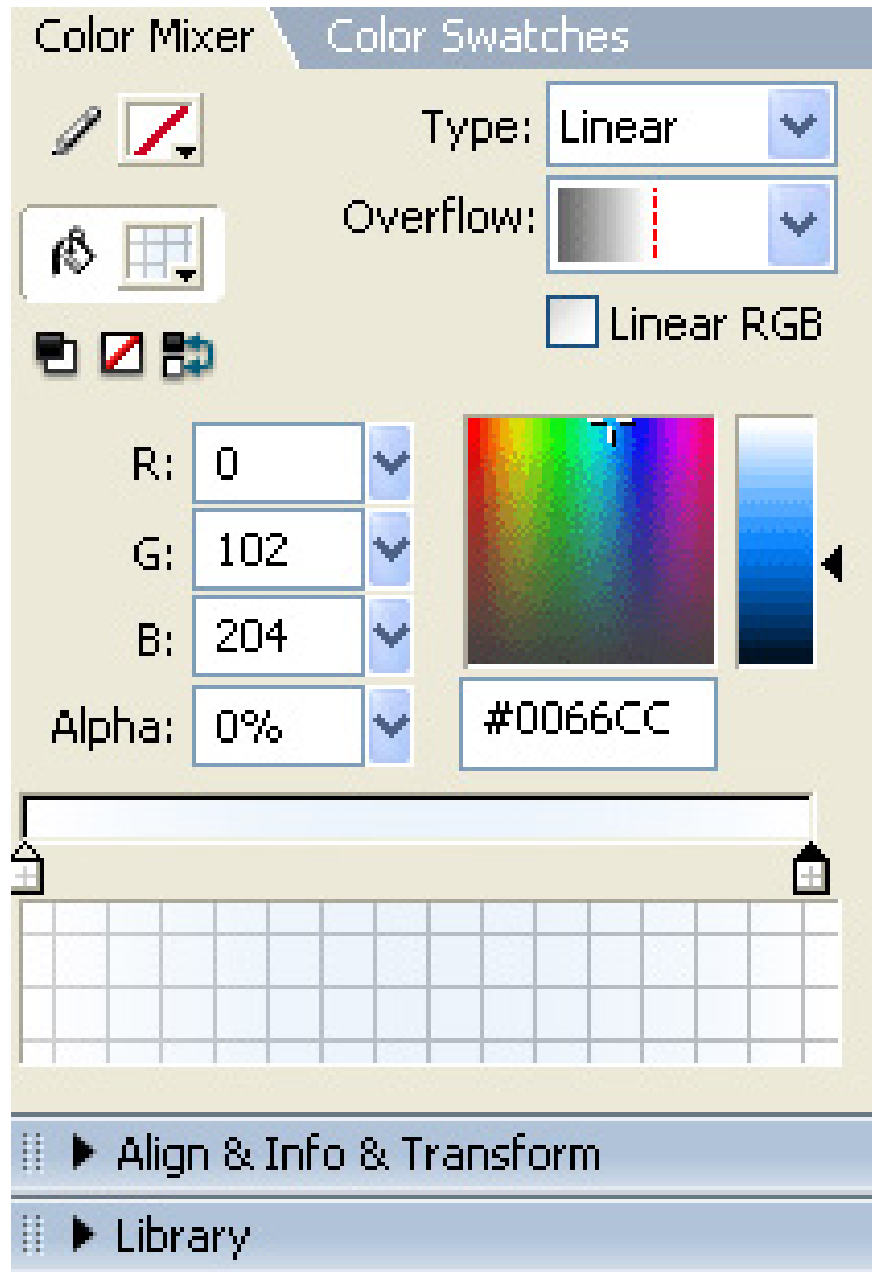 Color Mixer Color Swatches
Type: Linear
Overflow:
Linear RGB
R: 0
G: 102
B: 204
Alpha: 0% #0066CC
Align & Info & Transform
Library